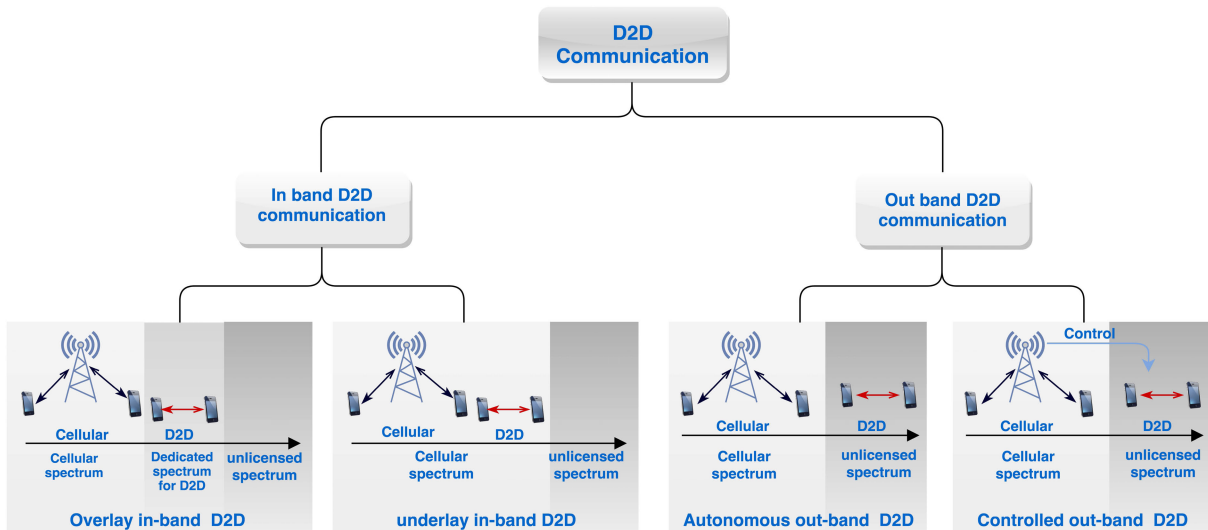 D2D
Communication
In band D2D
communication
Out band D2D
communication
Cellular
D2D
Cellular
spectrum
Dedicated
spectrum
for D2D
unlicensed
spectrum
Overlay in-band D2D
Cellular
D2D
Cellular
spectrum
unlicensed
spectrum
underlay in-band D2D
Cellular
D2D
Cellular
spectrum
unlicensed
spectrum
Autonomous out-band D2D
Control
Cellular
D2D
Cellular
spectrum
unlicensed
spectrum
Controlled out-band D2D